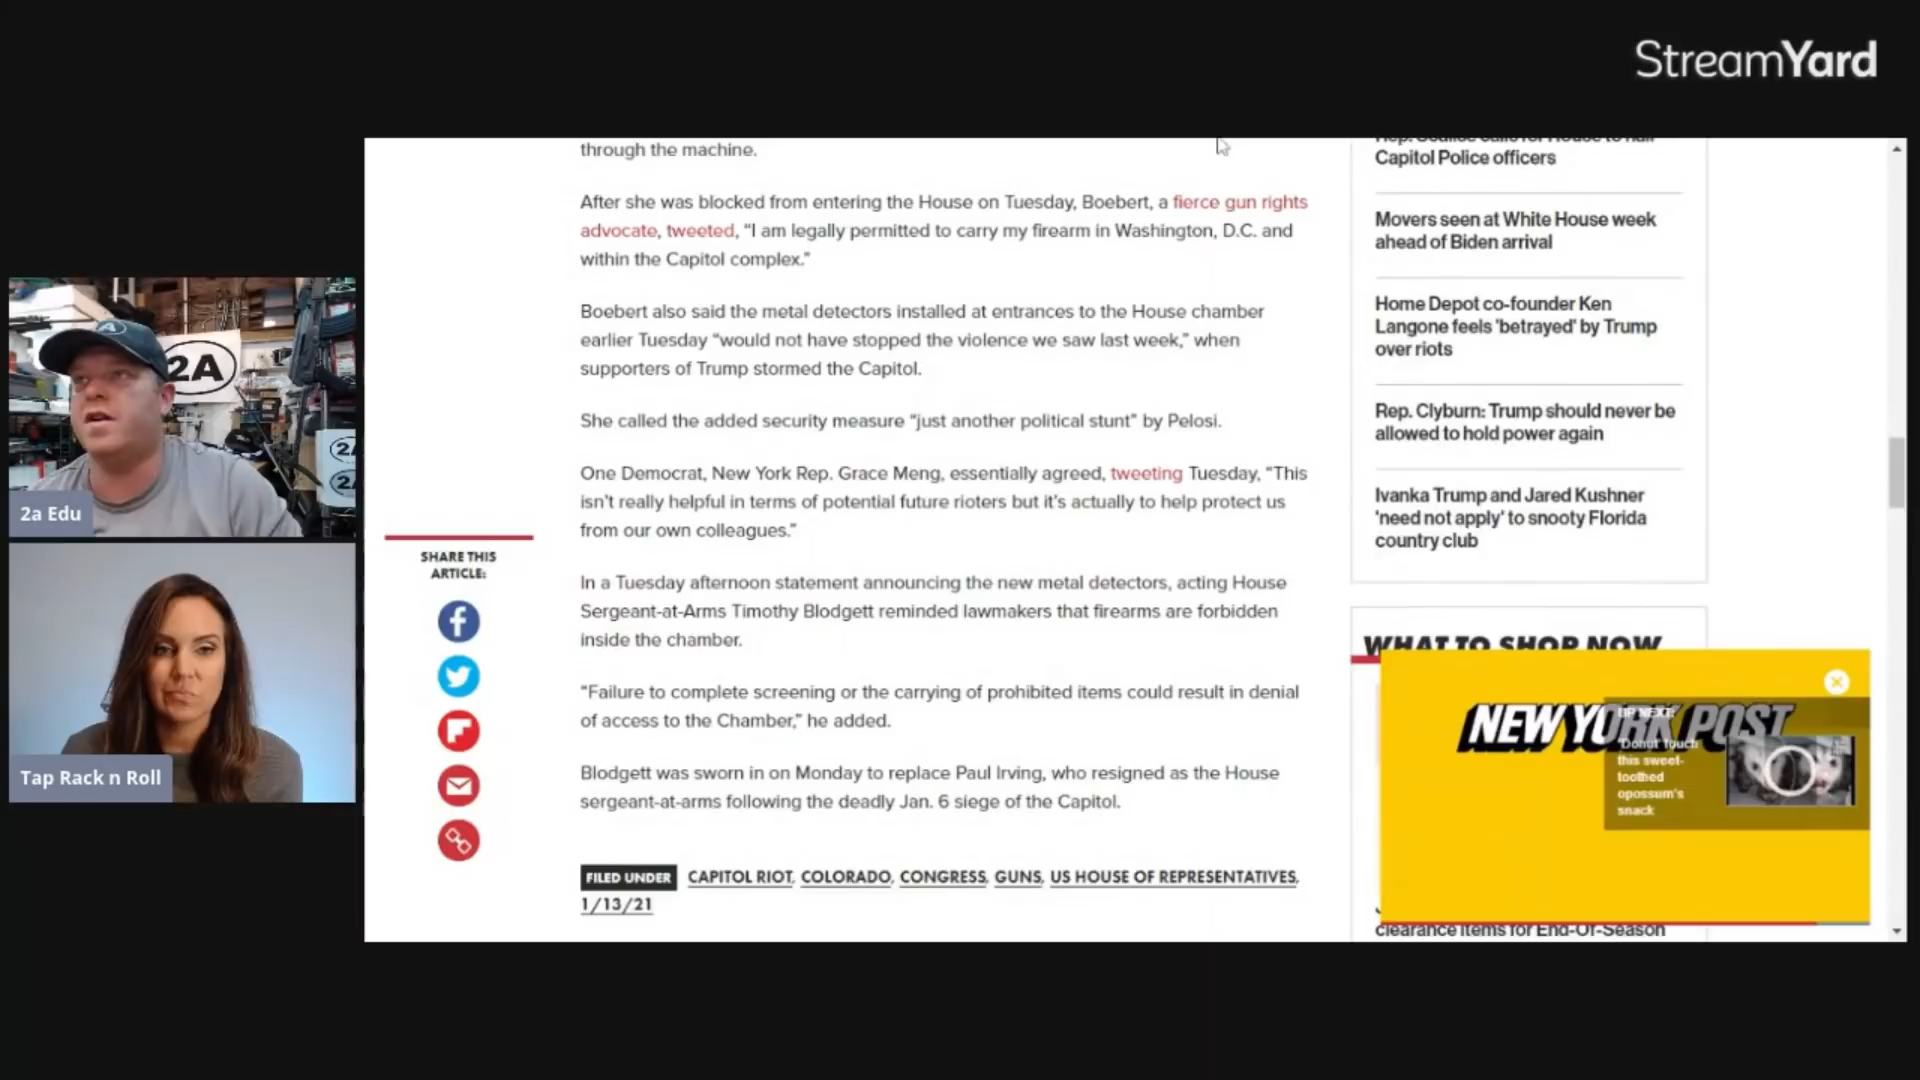 StreamYard
through the machine.
After she was blocked from entering the House on Tuesday, Boebert, a fierce gun rights
advocate, tweeted, “I am legally permitted to carry my firearm in Washington, D.C. and
within the Capitol complex.”
Boebert also said the metal detectors installed at entrances to the House chamber
earlier Tuesday “would not have stopped the violence we saw last week,” when
supporters of Trump stormed the Capitol.
She called the added security measure “just another political stunt” by Pelosi.
One Democrat, New York Rep. Grace Meng, essentially agreed, tweeting Tuesday, “This
isn’t really helpful in terms of potential future rioters but it’s actually to help protect us
from our own colleagues.”
In a Tuesday afternoon statement announcing the new metal detectors, acting House
Sergeant-at-Arms Timothy Blodgett reminded lawmakers that firearms are forbidden
inside the chamber.
“Failure to complete screening or the carrying of prohibited items could result in denial
of access to the Chamber,” he added.
Blodgett was sworn in on Monday to replace Paul Irving, who resigned as the House
sergeant-at-arms following the deadly Jan. 6 siege of the Capitol.
FILED UNDER CAPITOL RIOT, COLORADO, CONGRESS, GUNS, US HOUSE OF REPRESENTATIVES,
1/13/21
SHARE THIS
ARTICLE:
Capitol Police officers
Movers seen at White House week
ahead of Biden arrival
Home Depot co-founder Ken
Langone feels 'betrayed' by Trump
over riots
Rep. Clyburn: Trump should never be
allowed to hold power again
Ivanka Trump and Jared Kushner
'need not apply' to snooty Florida
country club
WHAT TO SHOP NOW
NEW YORK POST
UP NEXT:
'Donut' touch
this sweet-
toothed
opossum's
snack
clearance items for End-Of-Season
2A
2A
2a Edu
Tap Rack n Roll